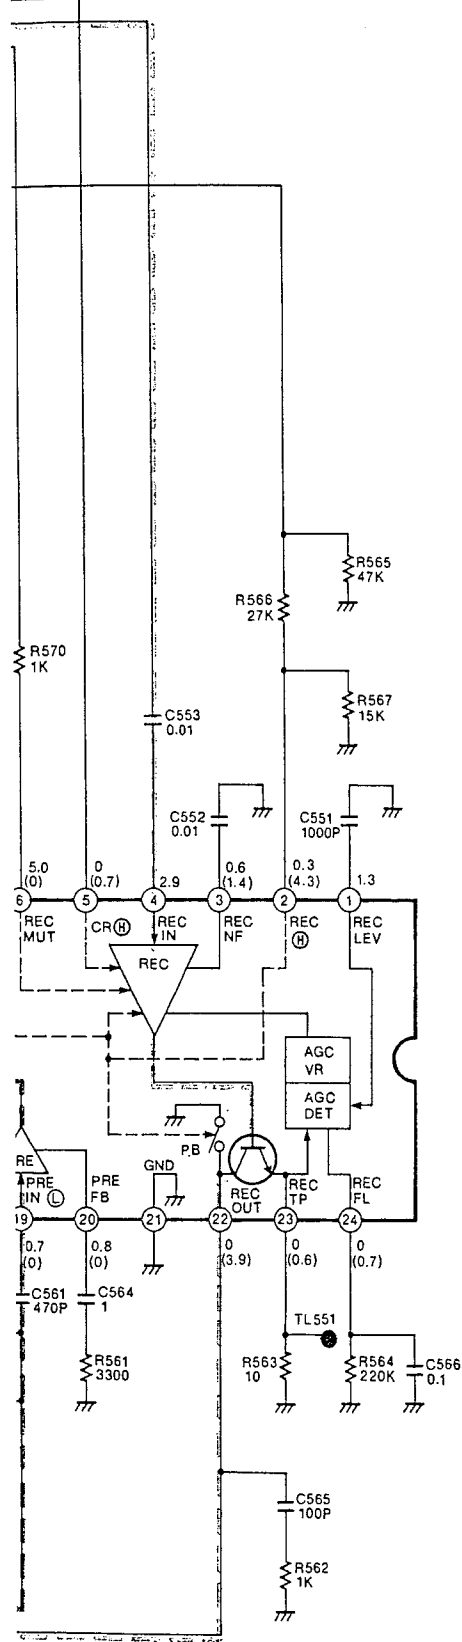 R565
47K
R566
27K
R570
1K
R567
15K
C553
0.01
C552
0.01
C551
1000P
5.0
(0)
0
(0.7)
2.9
0.6
(1.4)
0.3
(4.3)
1.3
6
5
4
3
2
1
REC
MUT
CR H
REC
IN
REC
NF
REC
H
REC
LEV
REC
AGC
VR
AGC
DET
P.B
RE
PRE
IN L
PRE
FB
GND
REC
OUT
REC
TP
REC
FL
19
20
21
22
23
24
0.7
(0)
0.8
(0)
0
(3.9)
0
(0.6)
0
(0.7)
C561
470P
C564
1
TL551
R561
3300
R563
10
R564
220K
C566
0.1
C565
100P
R562
1K